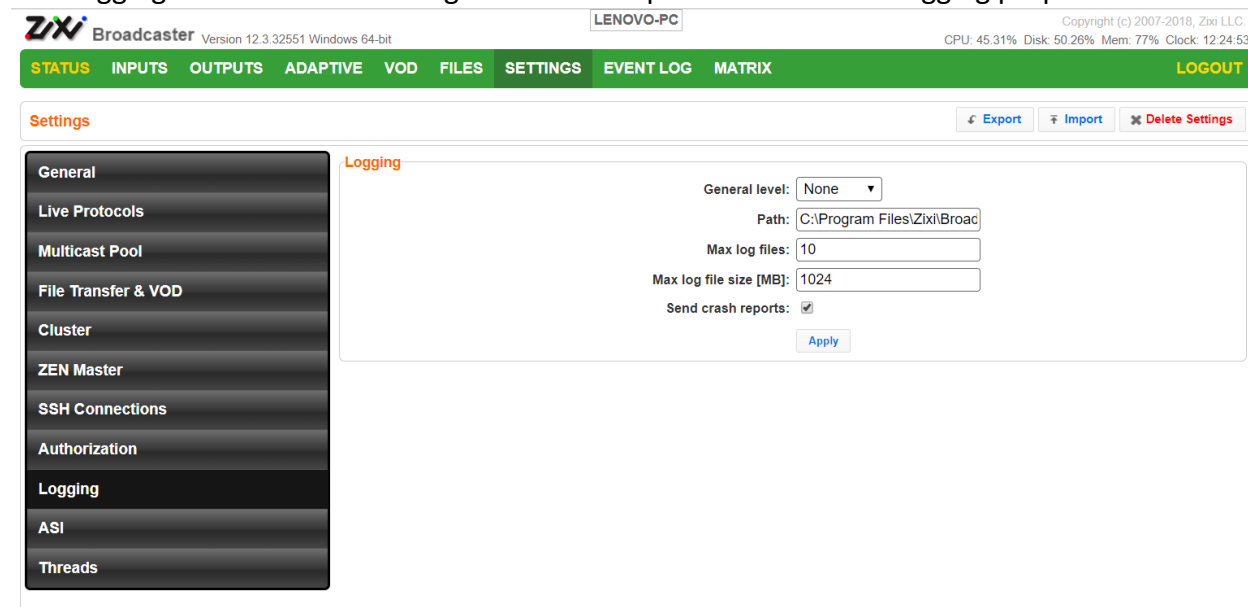 ZiXi Broadcaster Version 12.3.32551 Windows 64-bit
LENOVO-PC
Copyright (c) 2007-2018, Zixi LLC.
CPU: 45.31% Disk: 50.26% Mem: 77% Clock: 12:24:53
STATUS INPUTS OUTPUTS ADAPTIVE VOD FILES SETTINGS EVENT LOG MATRIX LOGOUT
Settings Export Import Delete Settings
General
Live Protocols
Multicast Pool
File Transfer & VOD
Cluster
ZEN Master
SSH Connections
Authorization
Logging
ASI
Threads
Logging
General level: None
Path: C:\Program Files\Zixi\Broad
Max log files: 10
Max log file size [MB]: 1024
Send crash reports:
Apply